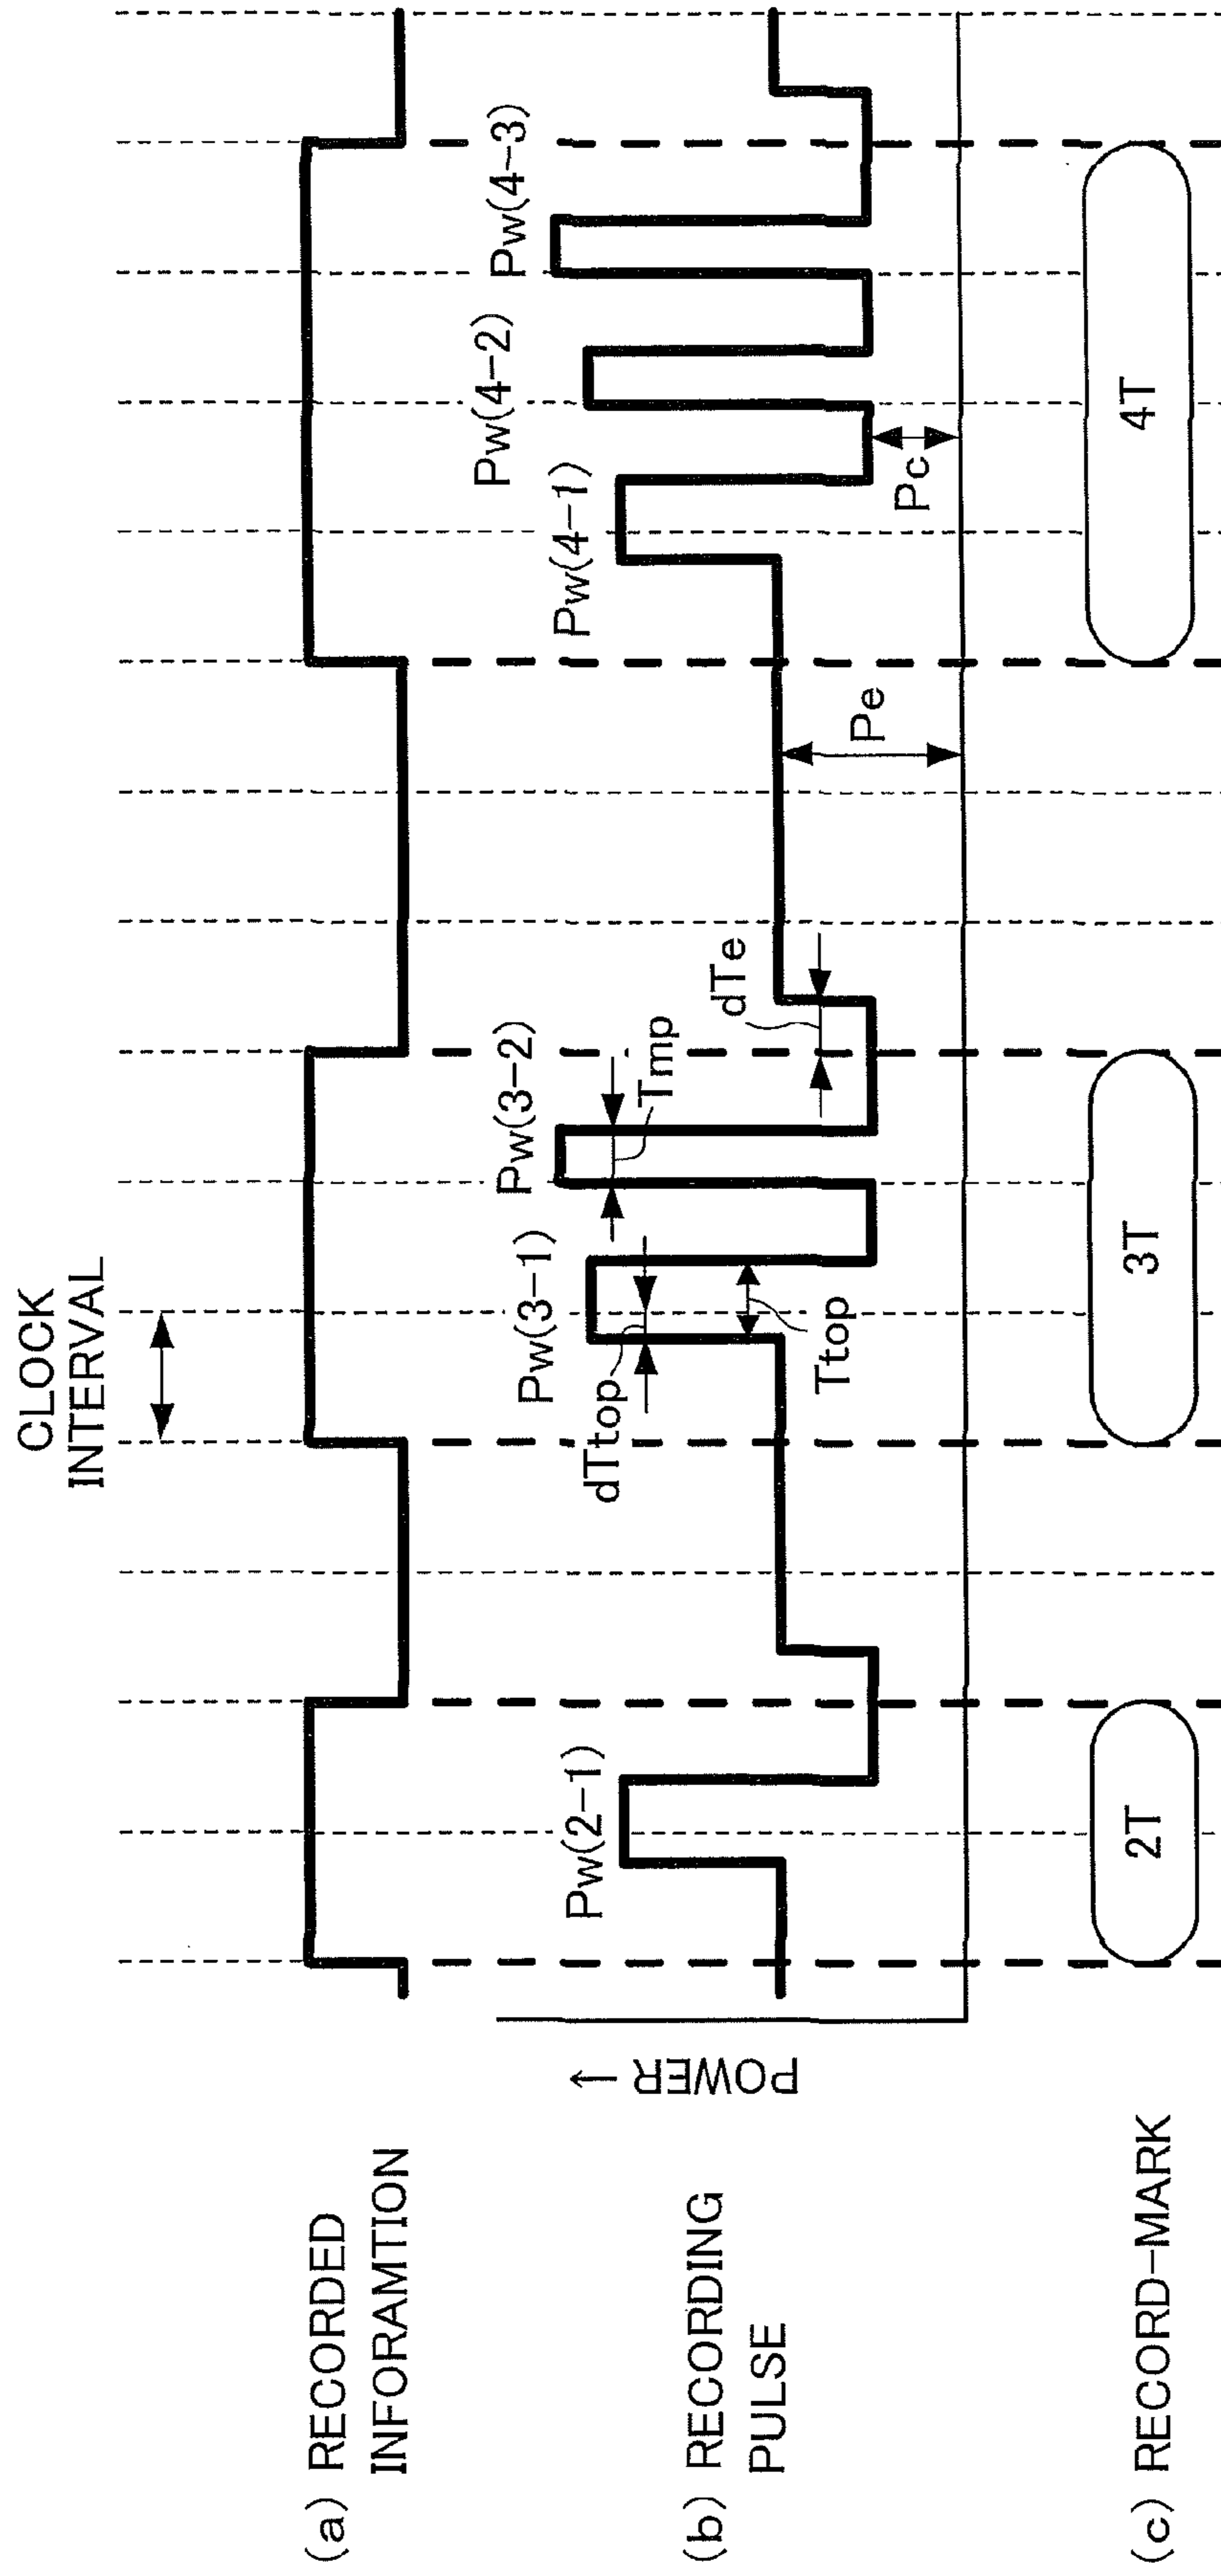 CLOCK
INTERVAL
(a) RECORDED
INFORAMTION
(b) RECORDING
PULSE
POWER →
Pw(2-1)
Pw(3-1)
Pw(3-2)
dTtop
Ttop
Tmp
dTe
Pe
Pw(4-1)
Pw(4-2)
Pw(4-3)
Pc
(c) RECORD-MARK
2T
3T
4T